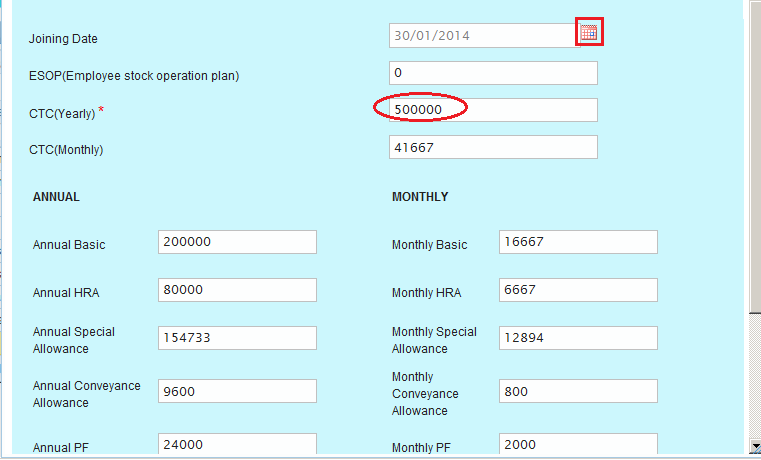 Joining Date 30/01/2014
ESOP(Employee stock operation plan) 0
CTC(Yearly) * 500000
CTC(Monthly) 41667
ANNUAL MONTHLY
Annual Basic 200000 Monthly Basic 16667
Annual HRA 80000 Monthly HRA 6667
Annual Special Allowance 154733 Monthly Special Allowance 12894
Annual Conveyance Allowance 9600 Monthly Conveyance Allowance 800
Annual PF 24000 Monthly PF 2000